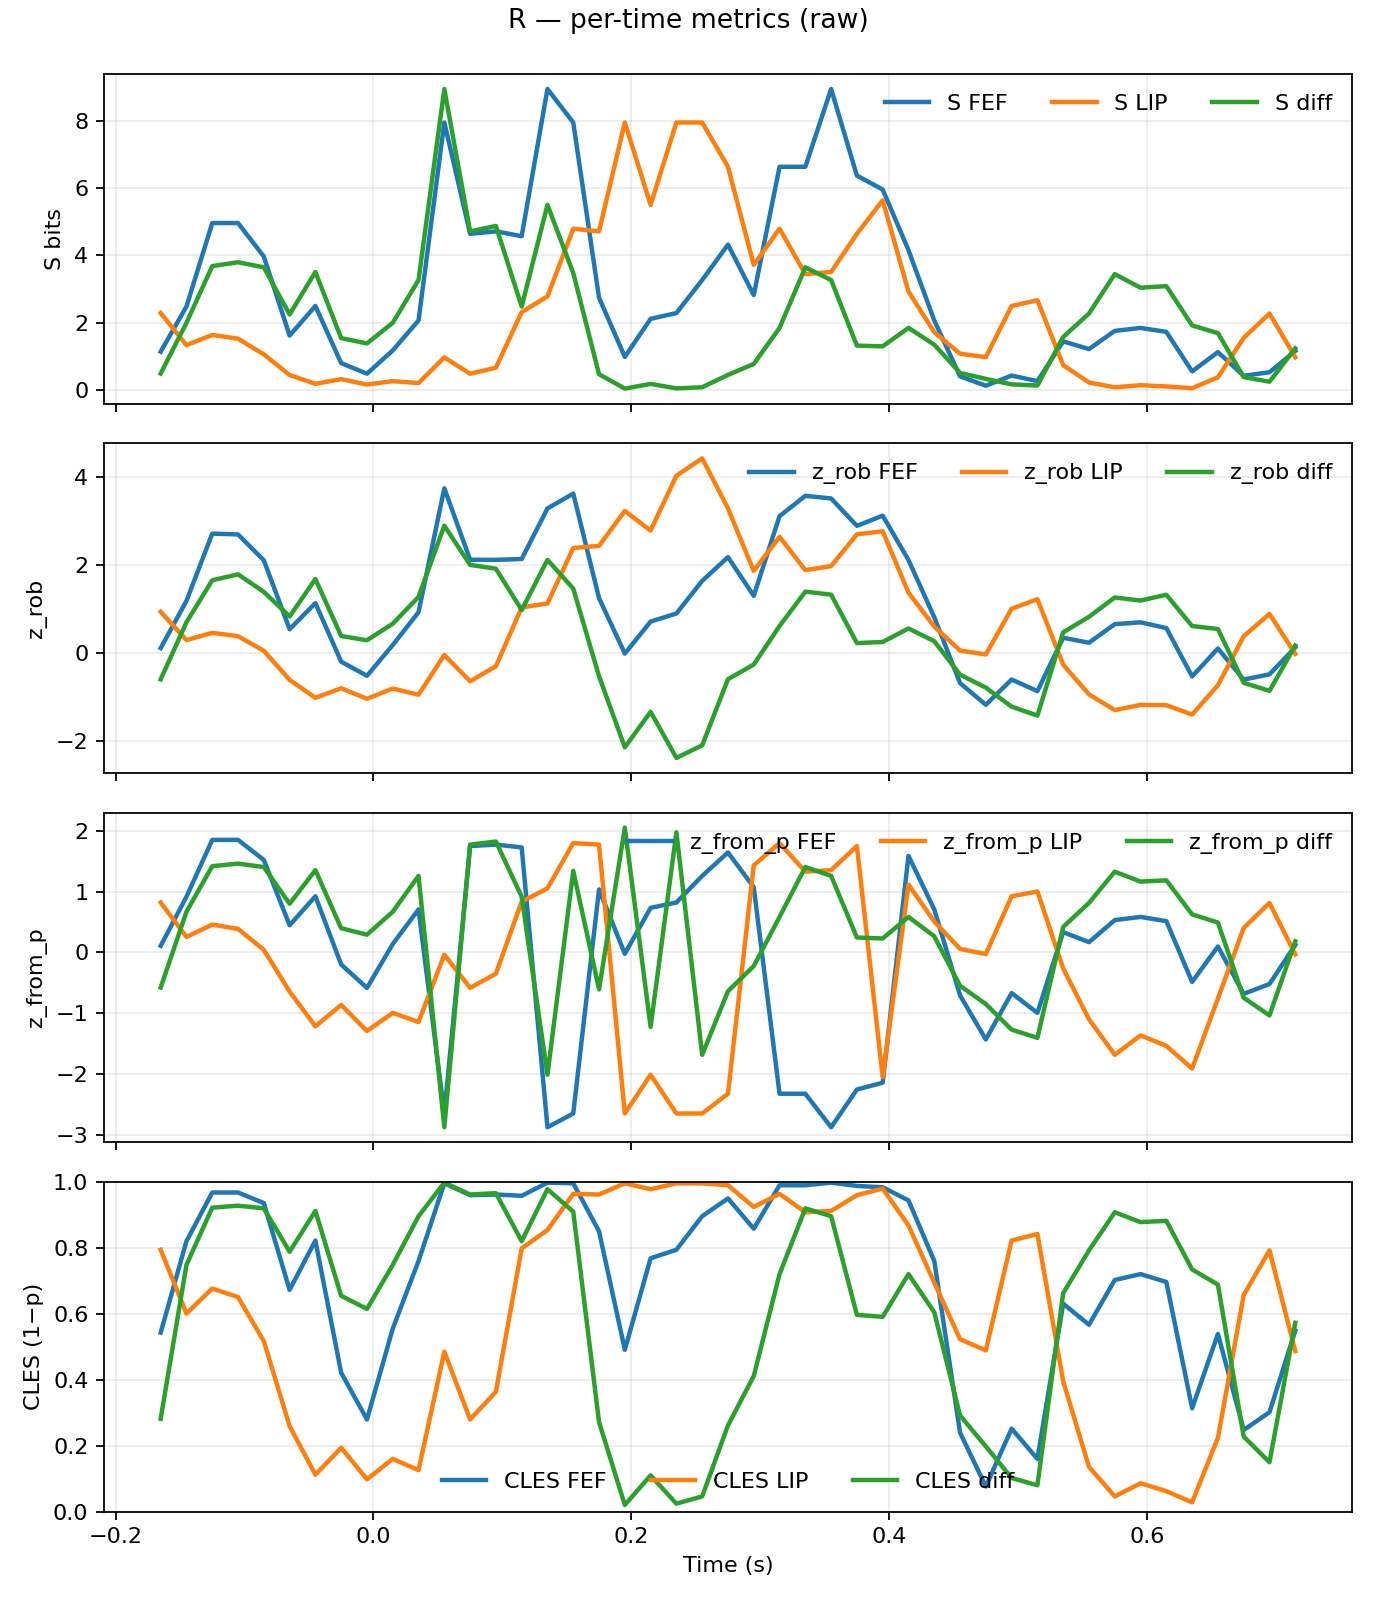 R — per-time metrics (raw)
S FEF S LIP S diff
8
6
4
2
0
S bits
z_rob FEF z_rob LIP z_rob diff
4
2
0
−2
z_rob
z_from_p FEF z_from_p LIP z_from_p diff
2
1
0
−1
−2
−3
z_from_p
1.0
0.8
0.6
0.4
0.2
0.0
CLES (1−p)
CLES FEF CLES LIP CLES diff
−0.2 0.0 0.2 0.4 0.6
Time (s)